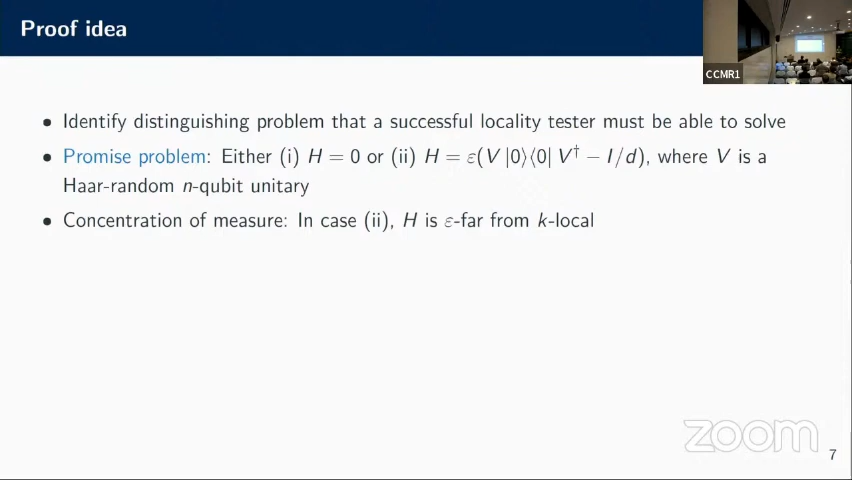 Proof idea
CCMR1
• Identify distinguishing problem that a successful locality tester must be able to solve
• Promise problem: Either (i) H = 0 or (ii) H = ε(V |0⟩⟨0| V† − I/d), where V is a
Haar-random n-qubit unitary
• Concentration of measure: In case (ii), H is ε-far from k-local
zoom
7